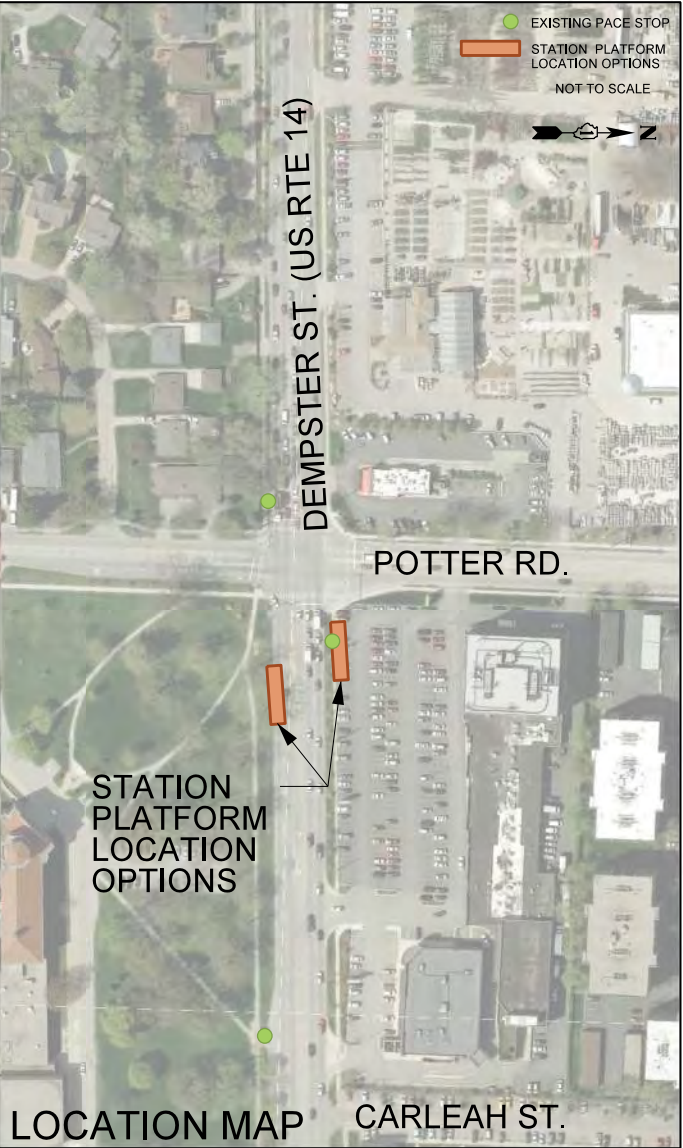 EXISTING PACE STOP
STATION PLATFORM
LOCATION OPTIONS
NOT TO SCALE
N
DEMPSTER ST. (US RTE 14)
POTTER RD.
STATION
PLATFORM
LOCATION
OPTIONS
LOCATION MAP
CARLEAH ST.